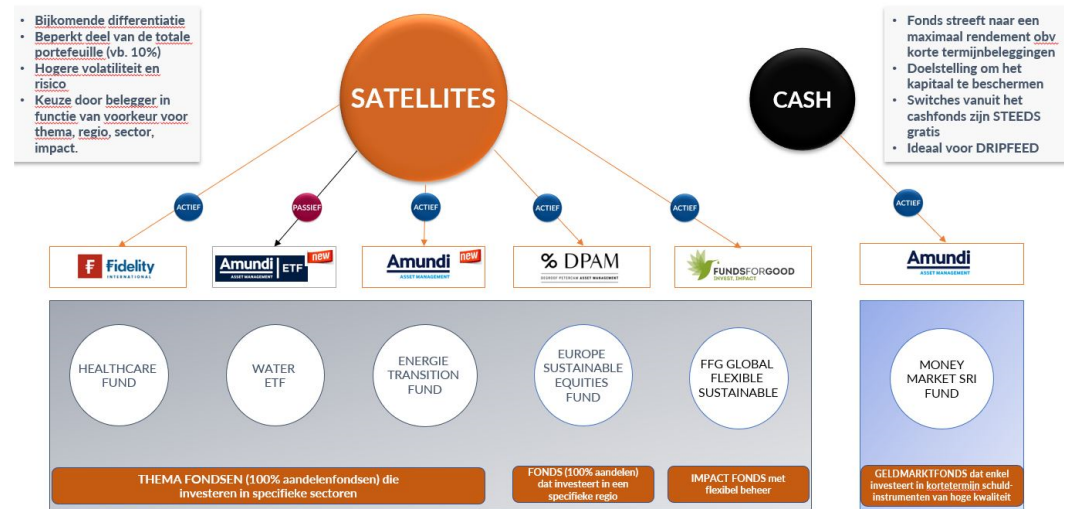 • Bijkomende differentiatie
• Beperkt deel van de totale
portefeuille (vb. 10%)
• Hogere volatiliteit en
risico
• Keuze door belegger in
functie van voorkeur voor
thema, regio, sector,
impact.
SATELLITES
CASH
• Fonds streeft naar een
maximaal rendement obv
korte termijnbeleggingen
• Doelstelling om het
kapitaal te beschermen
• Switches vanuit het
cashfonds zijn STEEDS
gratis
• Ideaal voor DRIPFEED
ACTIEF
PASSIEF
ACTIEF
ACTIEF
ACTIEF
ACTIEF
Fidelity
INTERNATIONAL
Amundi ETF
ASSET MANAGEMENT
new
Amundi
ASSET MANAGEMENT
new
DPAM
DEGROOF PETERCAM ASSET MANAGEMENT
FUNDSFORGOOD
INVEST, IMPACT
Amundi
ASSET MANAGEMENT
HEALTHCARE
FUND
WATER
ETF
ENERGIE
TRANSITION
FUND
EUROPE
SUSTAINABLE
EQUITIES
FUND
FFG GLOBAL
FLEXIBLE
SUSTAINABLE
MONEY
MARKET SRI
FUND
THEMA FONDSEN (100% aandelenfondsen) die
investeren in specifieke sectoren
FONDS (100% aandelen)
dat investeert in een
specifieke regio
IMPACT FONDS met
flexibel beheer
GELDMARKTFONDS dat enkel
investeert in kortetermijn schuld-
instrumenten van hoge kwaliteit